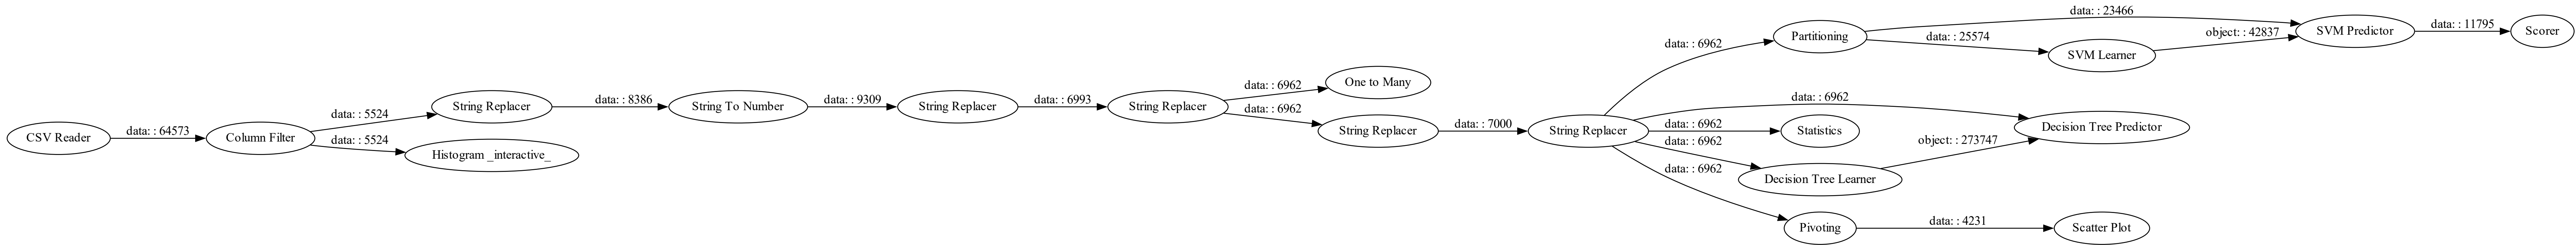 CSV Reader
data: : 64573
Column Filter
data: : 5524
data: : 5524
String Replacer
Histogram _interactive_
data: : 8386
String To Number
data: : 9309
String Replacer
data: : 6993
String Replacer
data: : 6962
data: : 6962
One to Many
String Replacer
data: : 7000
String Replacer
data: : 6962
data: : 6962
data: : 6962
data: : 6962
data: : 6962
Partitioning
Statistics
Decision Tree Learner
Pivoting
data: : 23466
data: : 25574
object: : 273747
data: : 4231
SVM Learner
Decision Tree Predictor
Scatter Plot
object: : 42837
SVM Predictor
data: : 11795
Scorer